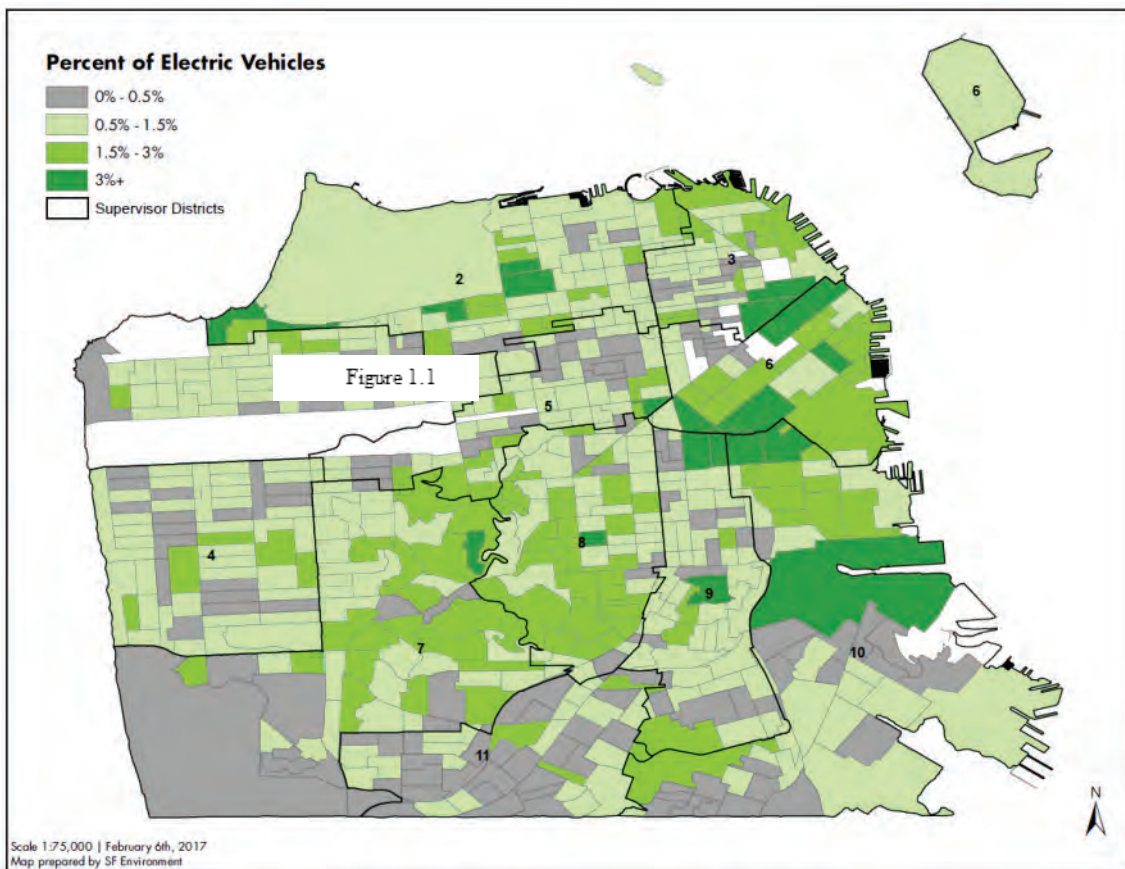 Percent of Electric Vehicles
0% - 0.5%
0.5% - 1.5%
1.5% - 3%
3%+
Supervisor Districts
6
2
3
Figure 1.1
6
5
4
8
9
7
10
11
N
Scale 1:75,000 | February 6th, 2017
Map prepared by SF Environment